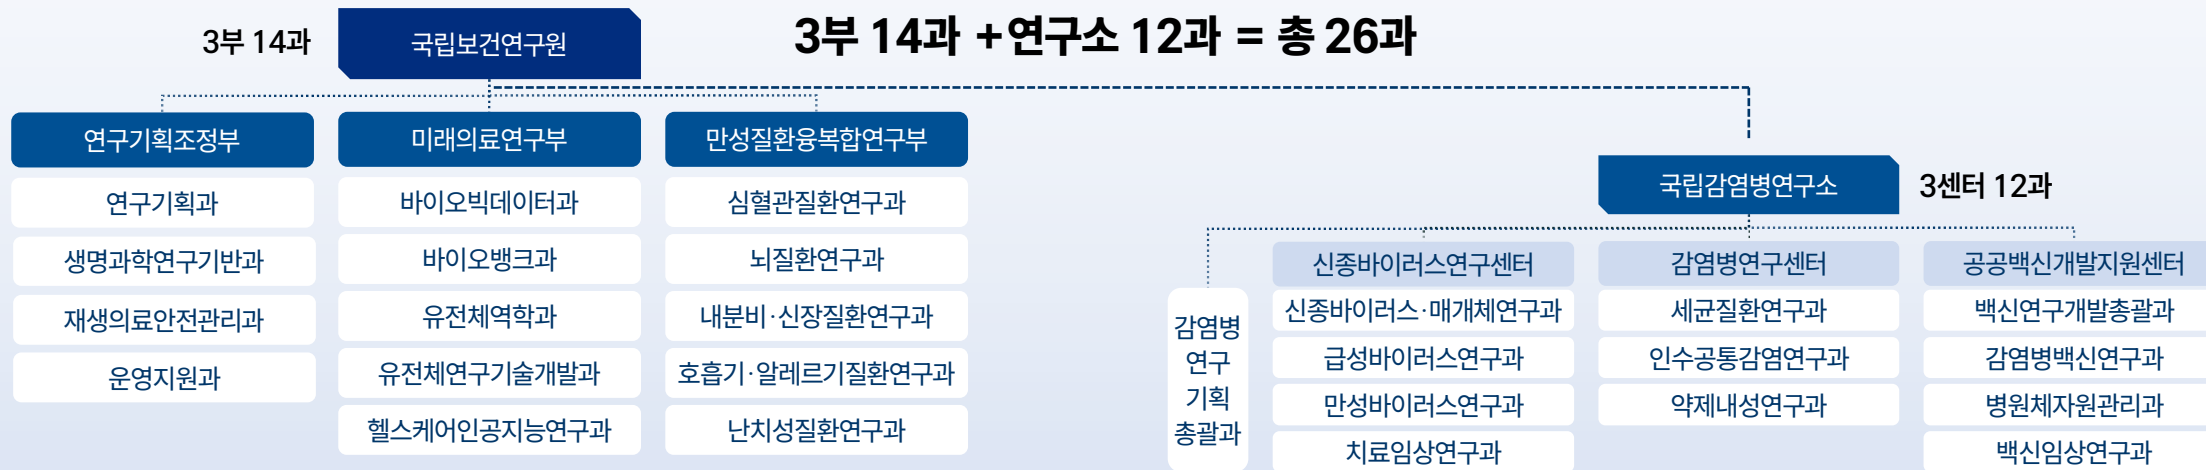 3부 14과 +연구소 12과 = 총 26과
3부 14과
국립보건연구원
연구기획조정부
연구기획과
생명과학연구기반과
재생의료안전관리과
운영지원과
미래의료연구부
바이오빅데이터과
바이오뱅크과
유전체역학과
유전체연구기술개발과
헬스케어인공지능연구과
만성질환융복합연구부
심혈관질환연구과
뇌질환연구과
내분비·신장질환연구과
호흡기·알레르기질환연구과
난치성질환연구과
국립감염병연구소
3센터 12과
감염병
연구
기획
총괄과
신종바이러스연구센터
신종바이러스·매개체연구과
급성바이러스연구과
만성바이러스연구과
치료임상연구과
감염병연구센터
세균질환연구과
인수공통감염연구과
약제내성연구과
공공백신개발지원센터
백신연구개발총괄과
감염병백신연구과
병원체자원관리과
백신임상연구과